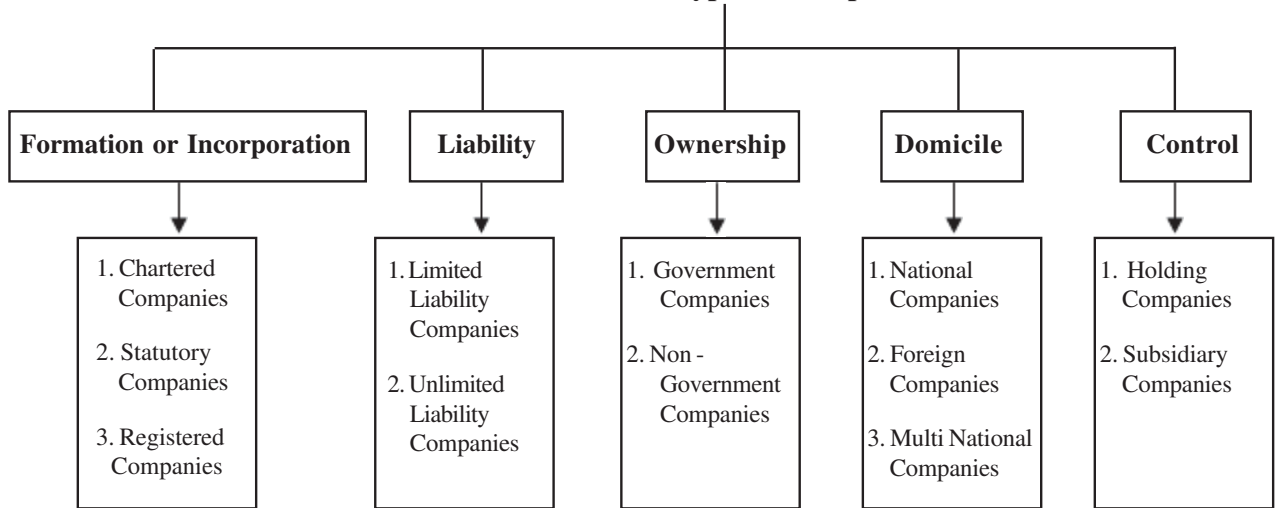 Formation or Incorporation
Liability
Ownership
Domicile
Control
1. Chartered
Companies
2. Statutory
Companies
3. Registered
Companies
1. Limited
Liability
Companies
2. Unlimited
Liability
Companies
1. Government
Companies
2. Non -
Government
Companies
1. National
Companies
2. Foreign
Companies
3. Multi National
Companies
1. Holding
Companies
2. Subsidiary
Companies